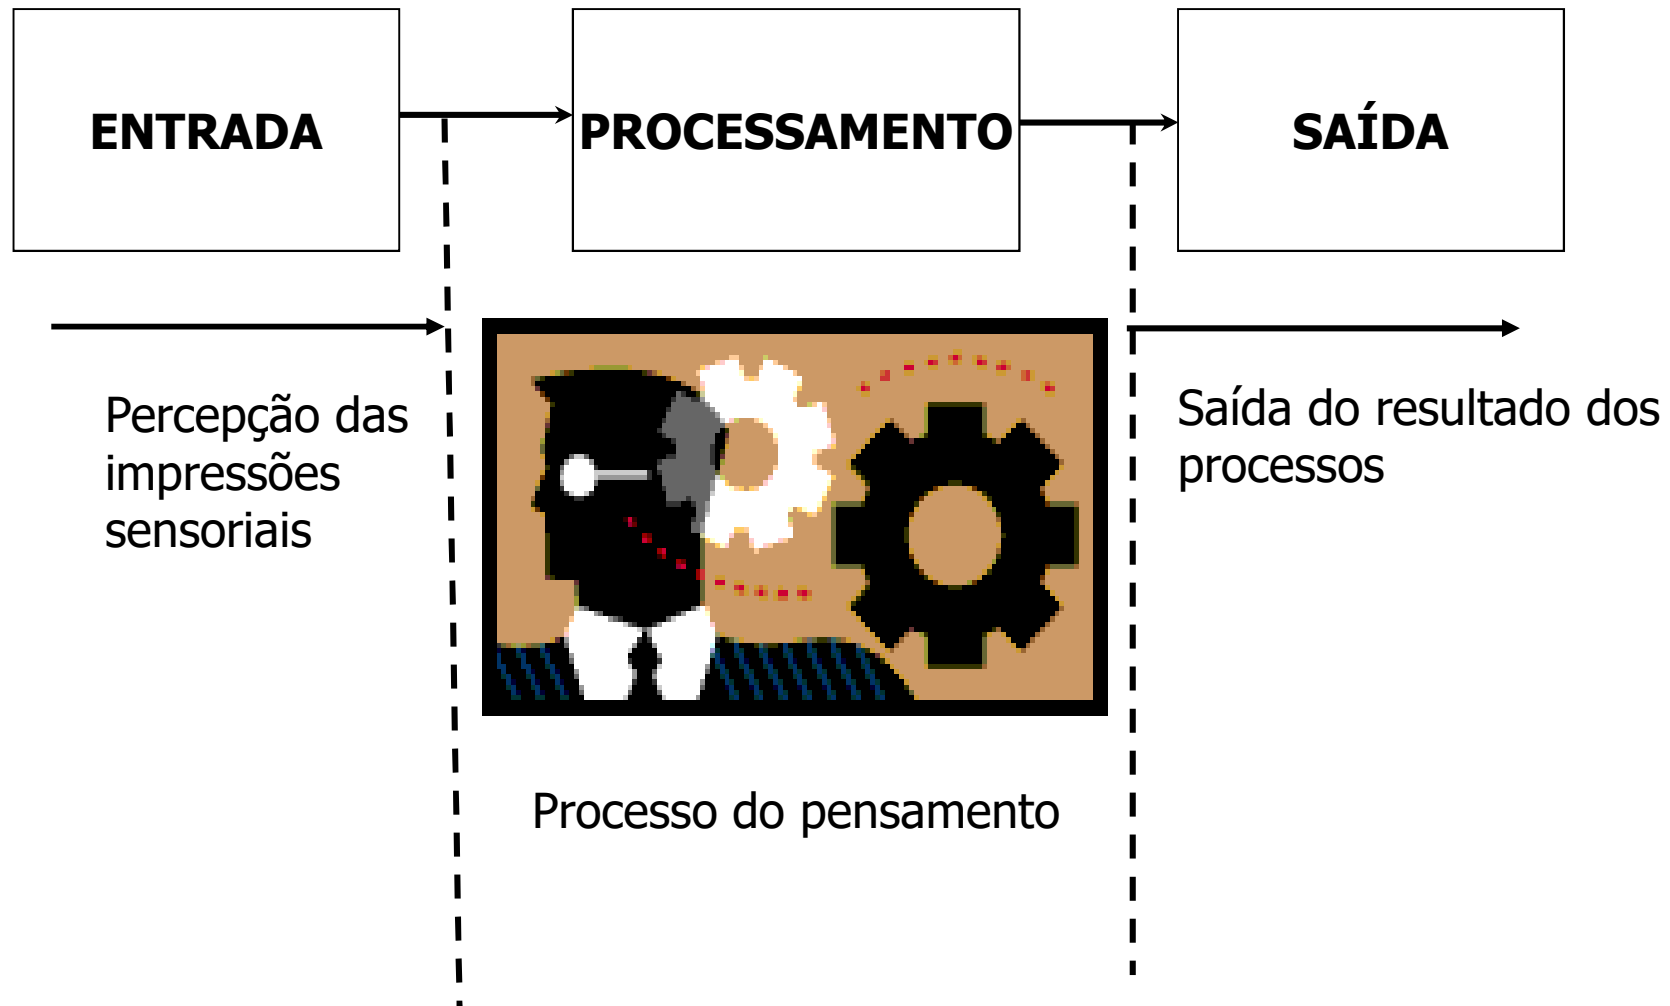 ENTRADA
PROCESSAMENTO
SAÍDA
Percepção das
impressões
sensoriais
Saída do resultado dos
processos
Processo do pensamento